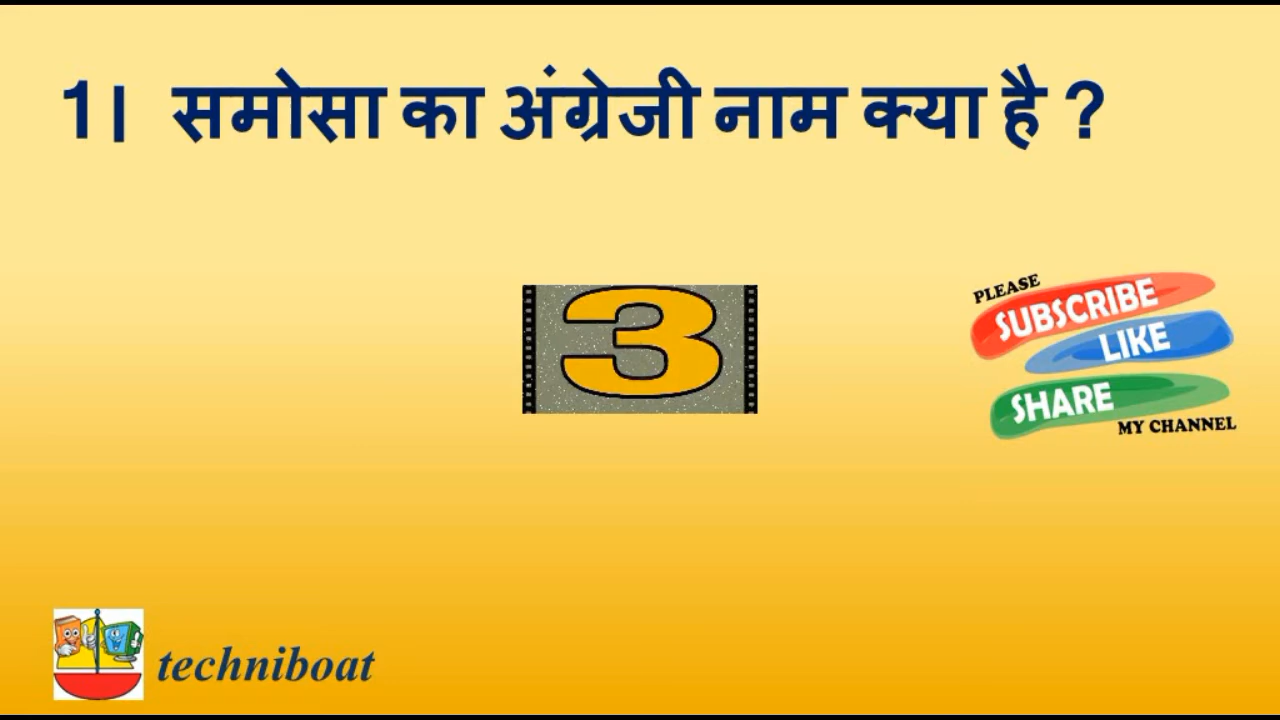 1। समोसा का अंग्रेजी नाम क्या है ?
3
PLEASE
SUBSCRIBE
LIKE
SHARE
MY CHANNEL
techniboat